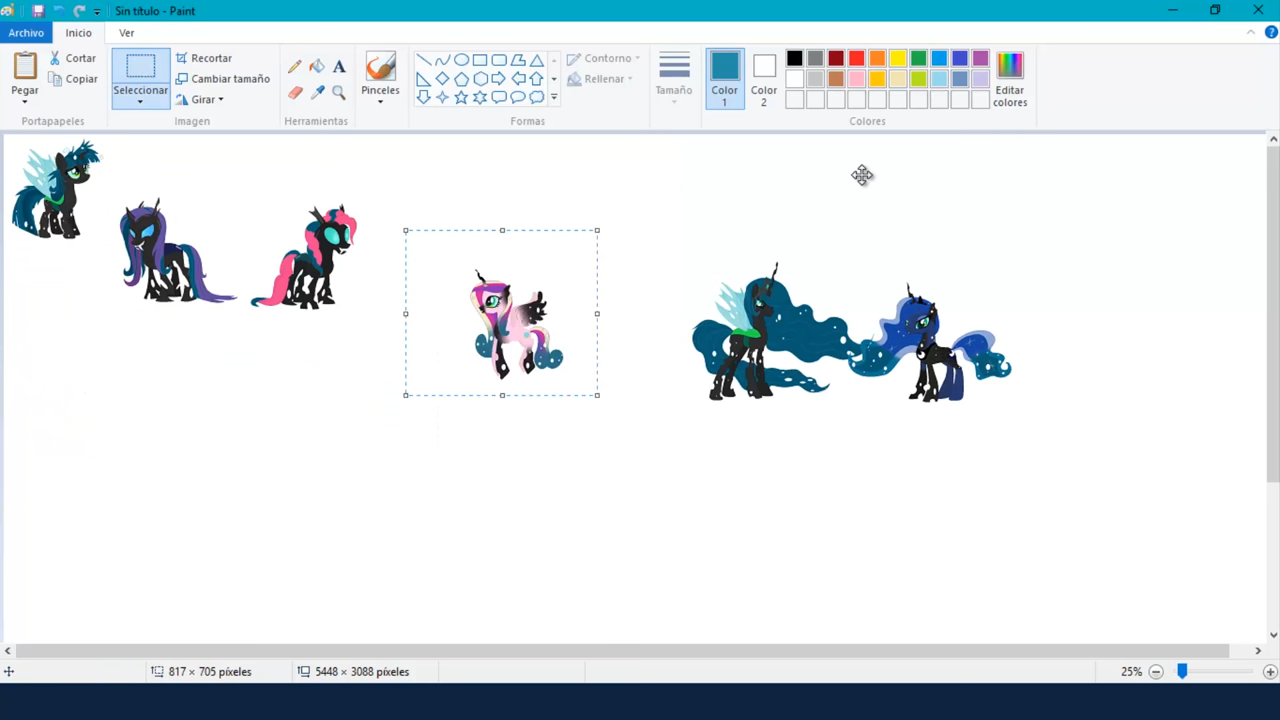 Sin título - Paint
Archivo Inicio Ver
Pegar
Cortar
Copiar
Portapapeles
Seleccionar
Recortar
Cambiar tamaño
Girar
Imagen
A
Herramientas
Pinceles
Contorno
Rellenar
Formas
Tamaño
Color
1
Color
2
Editar
colores
Colores
817 × 705 píxeles
5448 × 3088 píxeles
25%